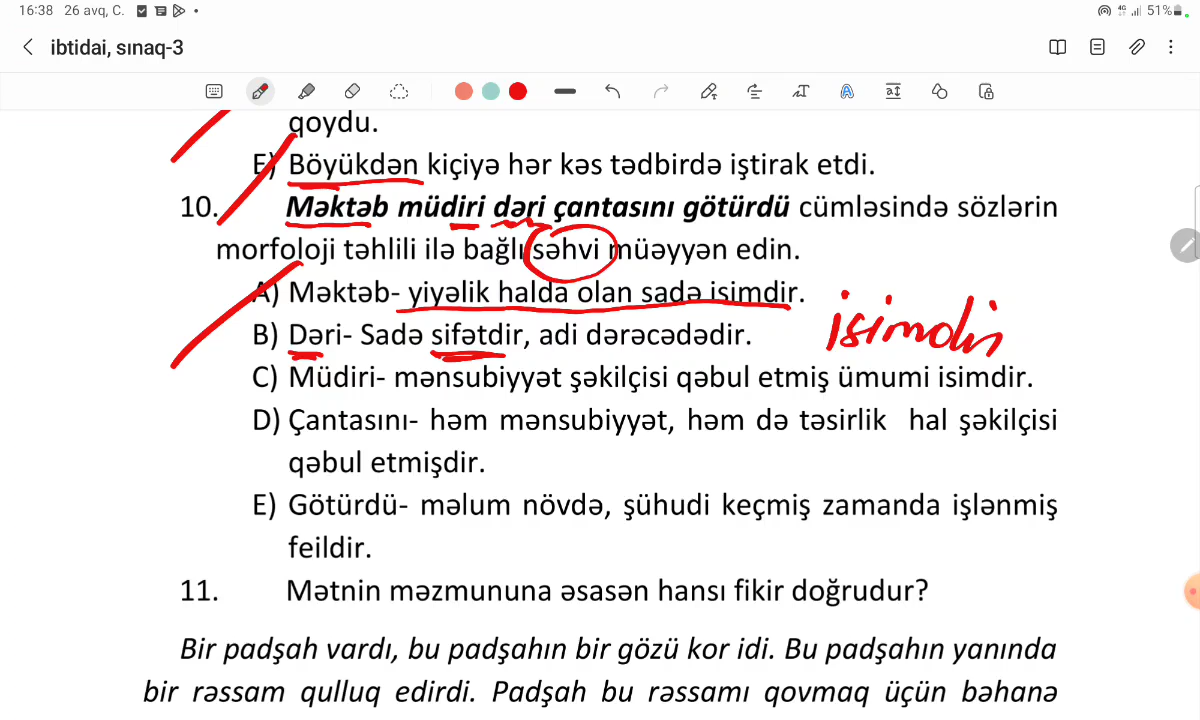 16:38 26 avq, C.
4G 51%
ibtidai, sınaq-3
qoydu.
E) Böyükdən kiçiyə hər kəs tədbirdə iştirak etdi.
10. Məktəb müdiri dəri çantasını götürdü cümləsində sözlərin
morfoloji təhlili ilə bağlı səhvi müəyyən edin.
A) Məktəb- yiyəlik halda olan sadə isimdir.
B) Dəri- Sadə sifətdir, adi dərəcədədir.
isimdir
C) Müdiri- mənsubiyyət şəkilçisi qəbul etmiş ümumi isimdir.
D) Çantasını- həm mənsubiyyət, həm də təsirlik hal şəkilçisi
qəbul etmişdir.
E) Götürdü- məlum növdə, şühudi keçmiş zamanda işlənmiş
feildir.
11. Mətnin məzmununa əsasən hansı fikir doğrudur?
Bir padşah vardı, bu padşahın bir gözü kor idi. Bu padşahın yanında
bir rəssam qulluq edirdi. Padşah bu rəssamı qovmaq üçün bəhanə